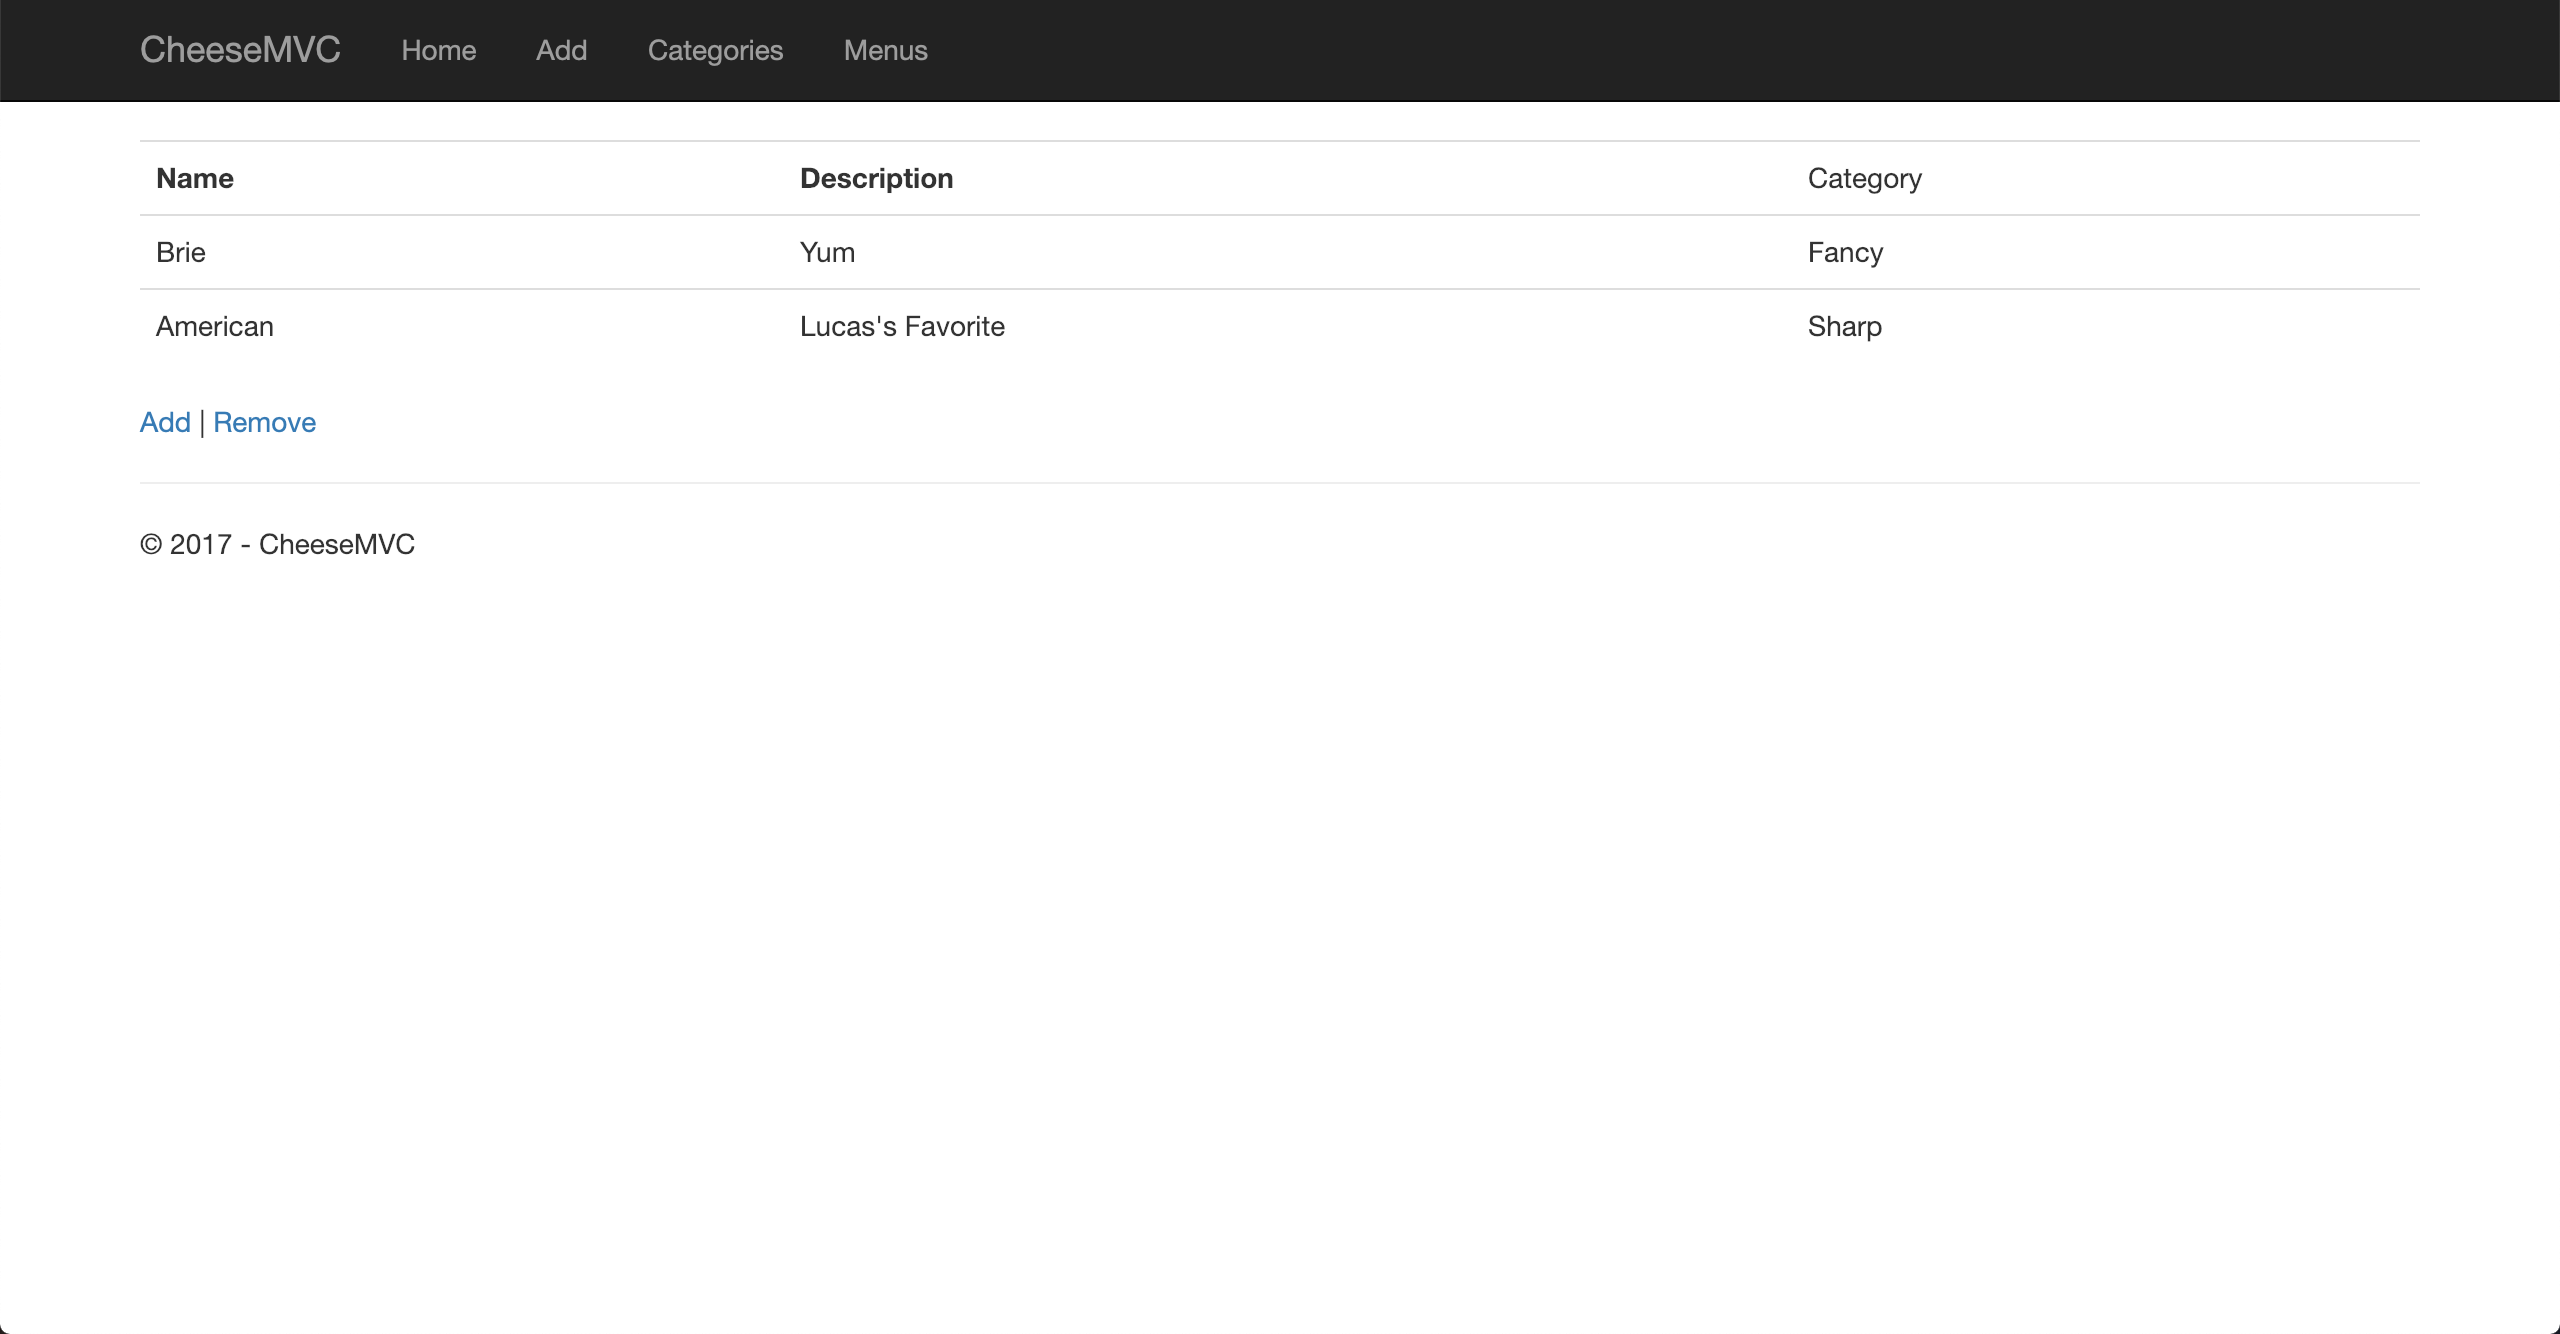 CheeseMVC Home Add Categories Menus
Name Description Category
Brie Yum Fancy
American Lucas's Favorite Sharp
Add | Remove
© 2017 - CheeseMVC